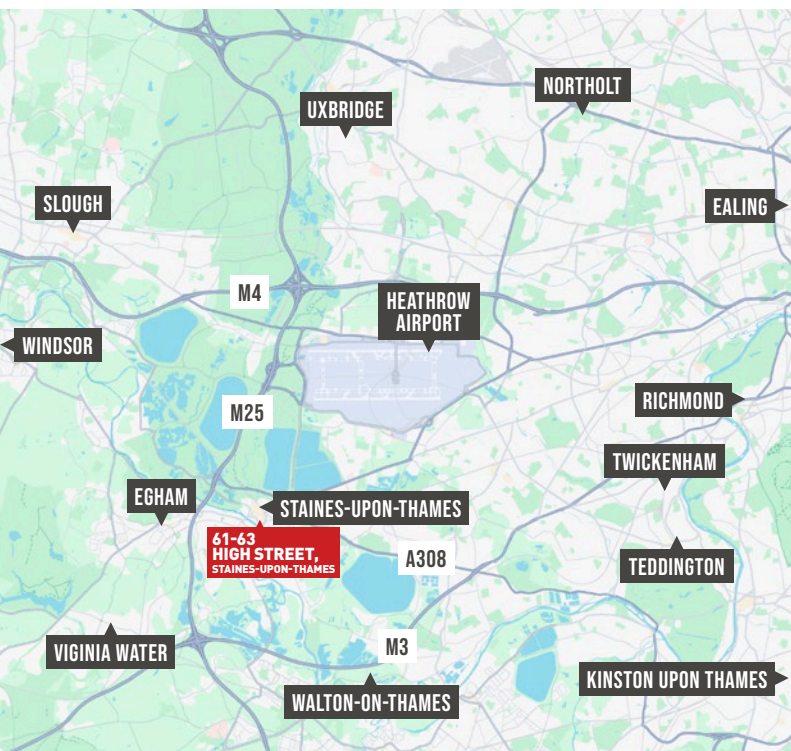 NORTHOLT
UXBRIDGE
SLOUGH
EALING
M4
HEATHROW
AIRPORT
WINDSOR
RICHMOND
M25
TWICKENHAM
EGHAM
STAINES-UPON-THAMES
61-63
HIGH STREET,
STAINES-UPON-THAMES
A308
TEDDINGTON
VIGINIA WATER
M3
KINSTON UPON THAMES
WALTON-ON-THAMES